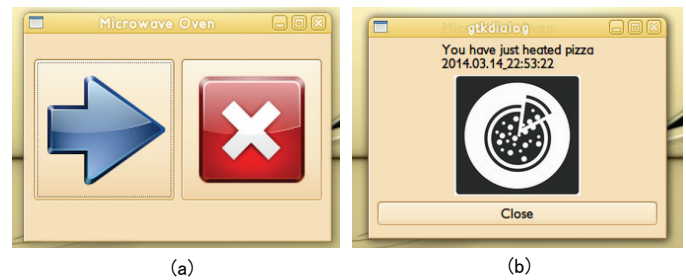 Microwave Oven
gtkdialog
You have just heated pizza
2014.03.14_22:53:22
Close
(a)
(b)